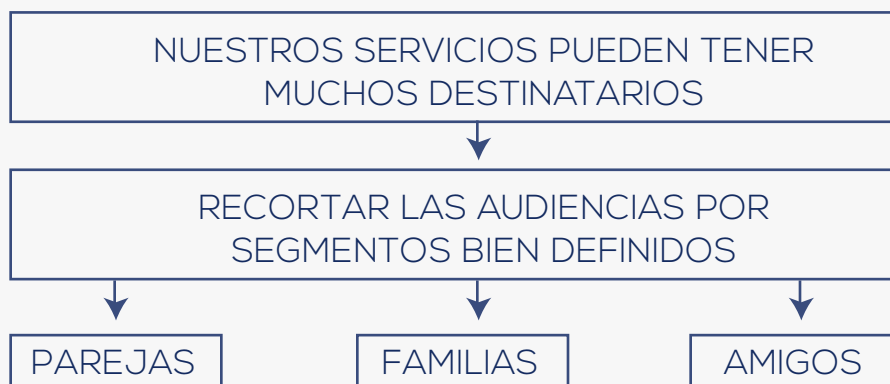 NUESTROS SERVICIOS PUEDEN TENER
MUCHOS DESTINATARIOS
RECORTAR LAS AUDIENCIAS POR
SEGMENTOS BIEN DEFINIDOS
PAREJAS
FAMILIAS
AMIGOS